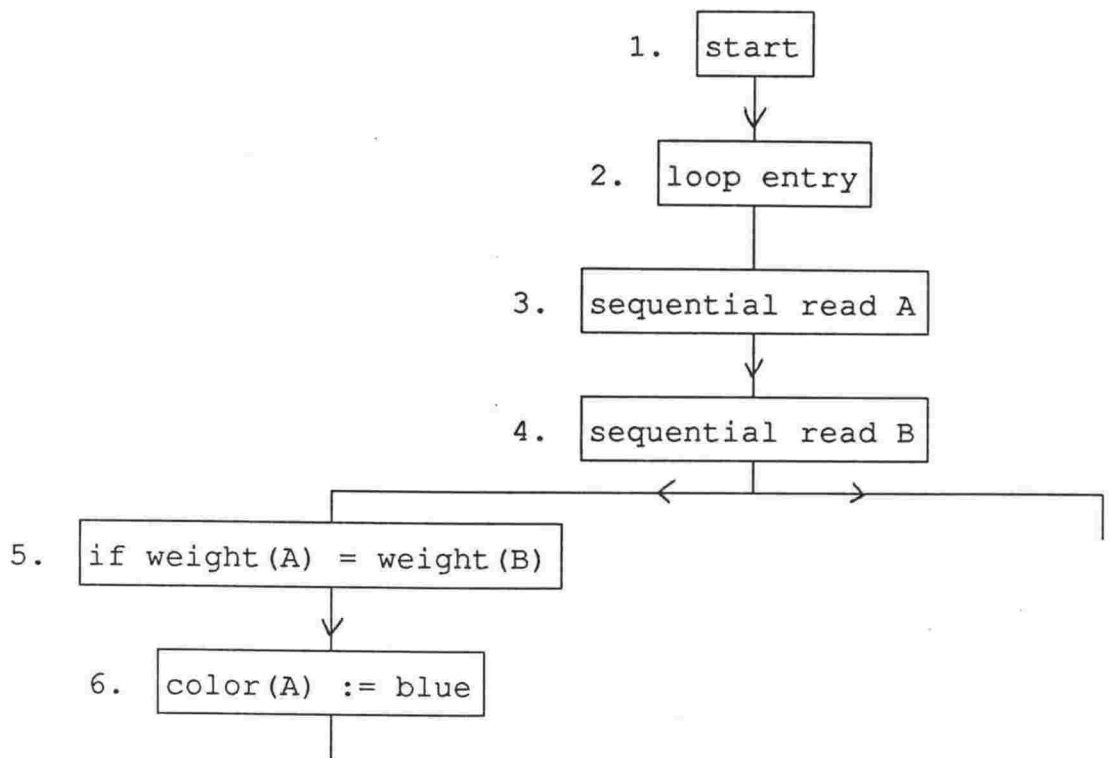 1. start
2. loop entry
3. sequential read A
4. sequential read B
5. if weight(A) = weight(B)
6. color(A) := blue